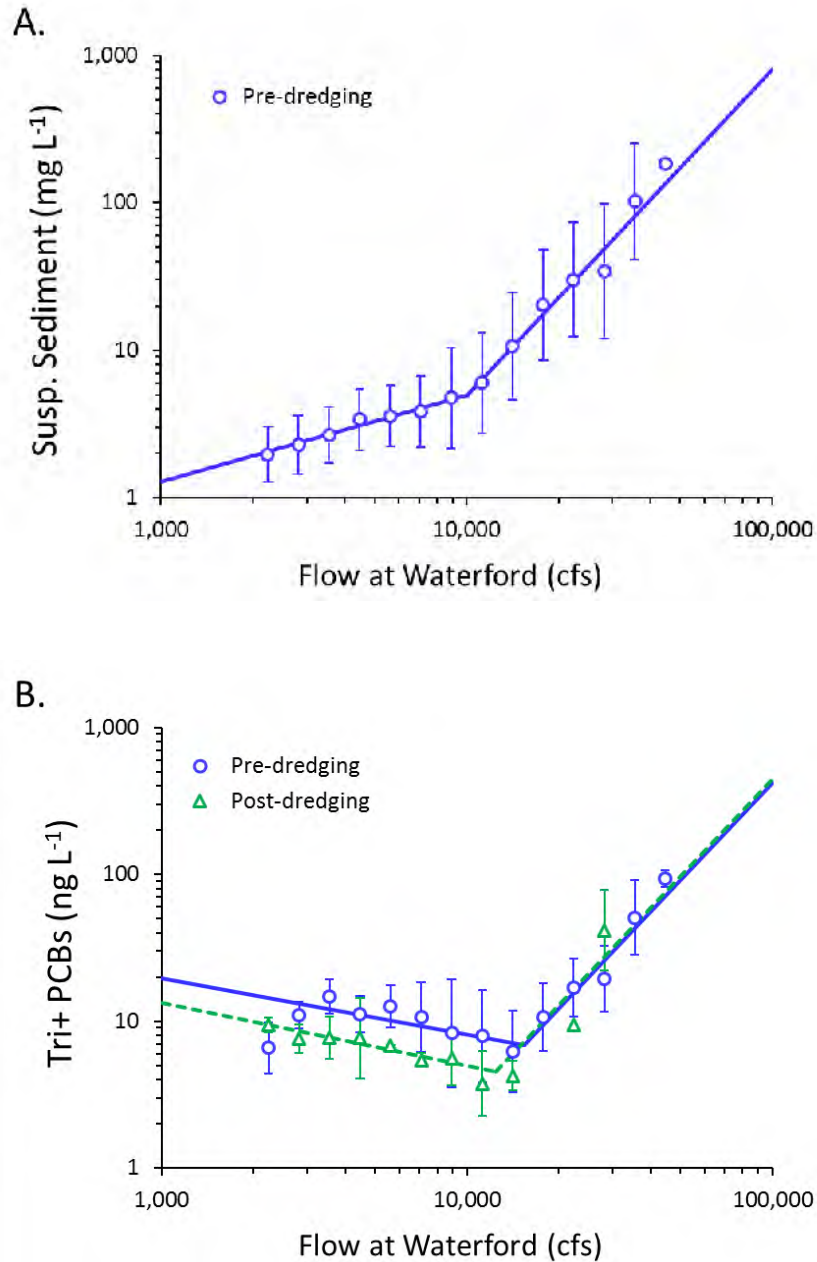 A.
1,000
Pre-dredging
100
10
1
Susp. Sediment (mg L⁻¹)
1,000
10,000
100,000
Flow at Waterford (cfs)
B.
1,000
Pre-dredging
Post-dredging
100
10
1
Tri+ PCBs (ng L⁻¹)
1,000
10,000
100,000
Flow at Waterford (cfs)